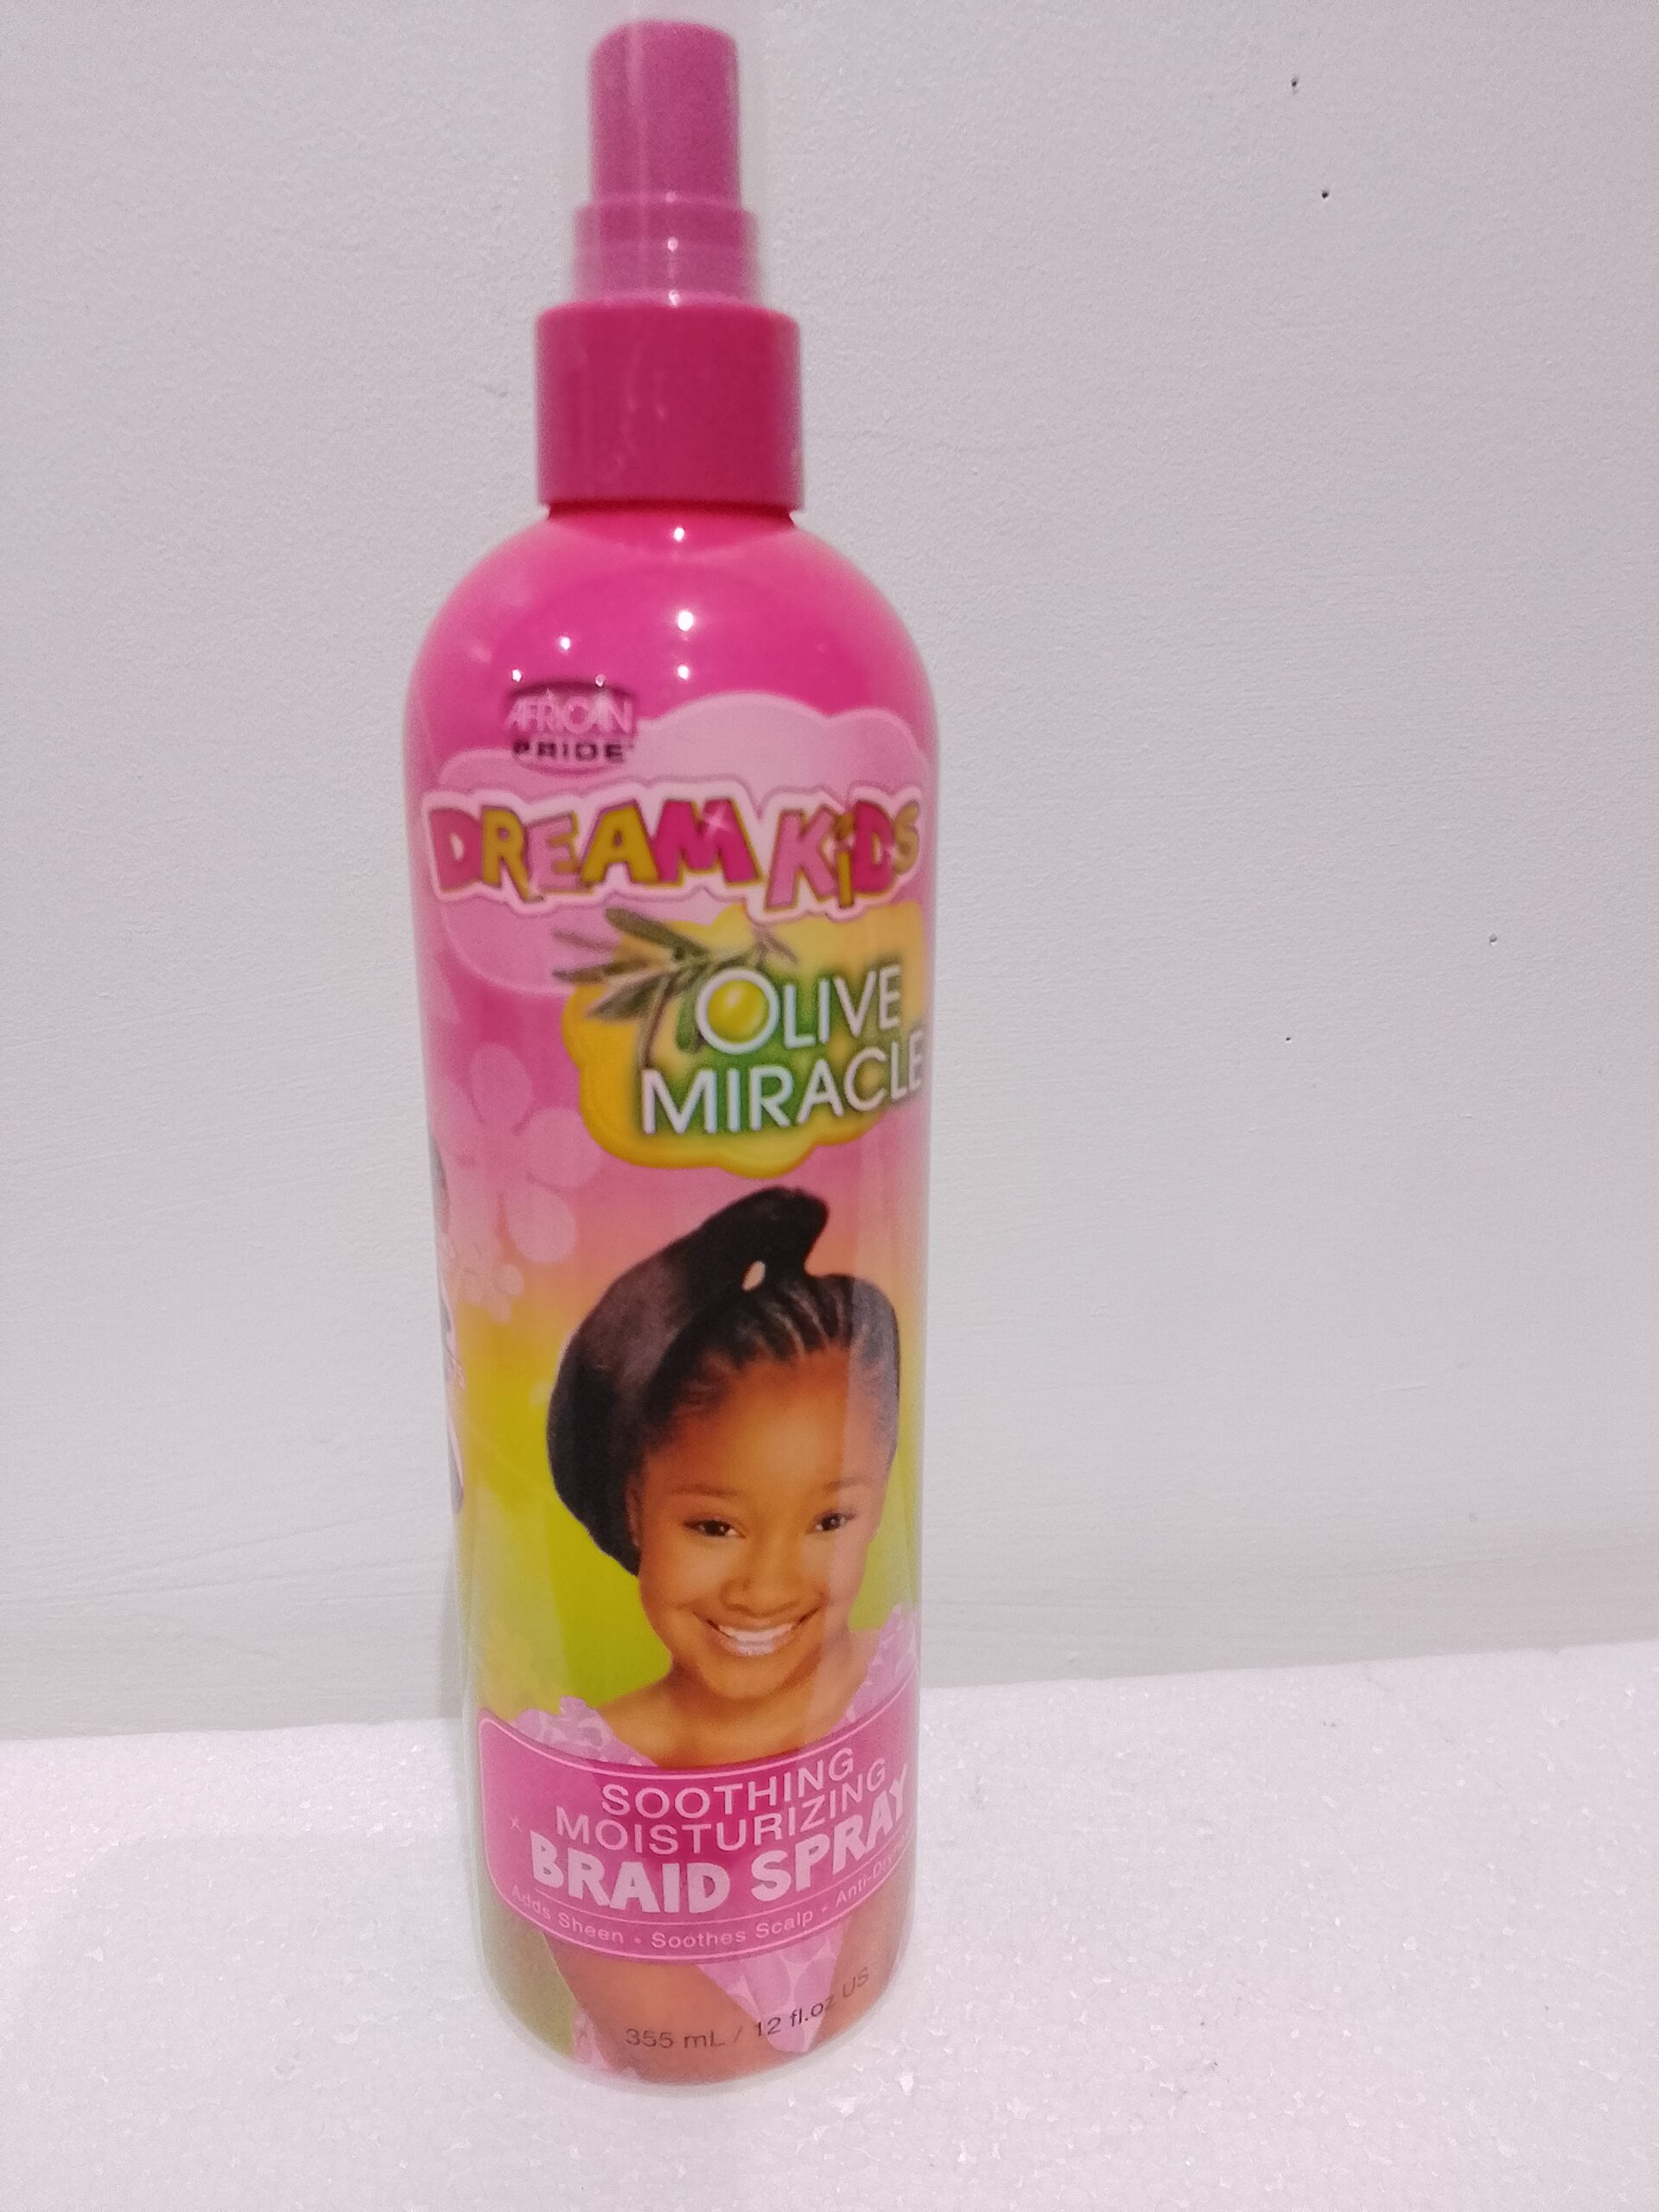 AFRICAN
PRIDE
DREAM KiDS
OLIVE
MIRACLE
SOOTHING
MOISTURIZING
BRAID SPRAY
Adds Sheen • Soothes Scalp •
355 mL / 12 fl.oz US